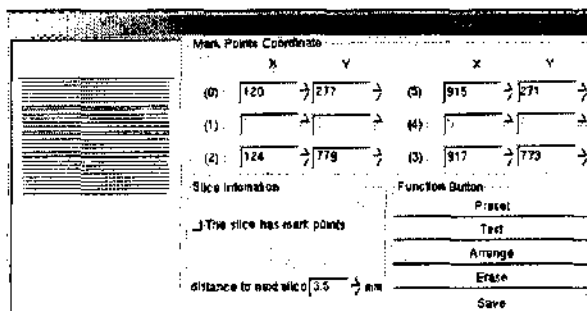 Mark Points Coordinate
X Y X Y
(0) : 120 277 (5) 915 271
(1) : (4) :
(2) : 124 779 (3) : 917 773
Slice Infomation
Function Button
Preset
The slice has mark points
Test
Arrange
Erase
distance to next slice 3.5 mm
Save